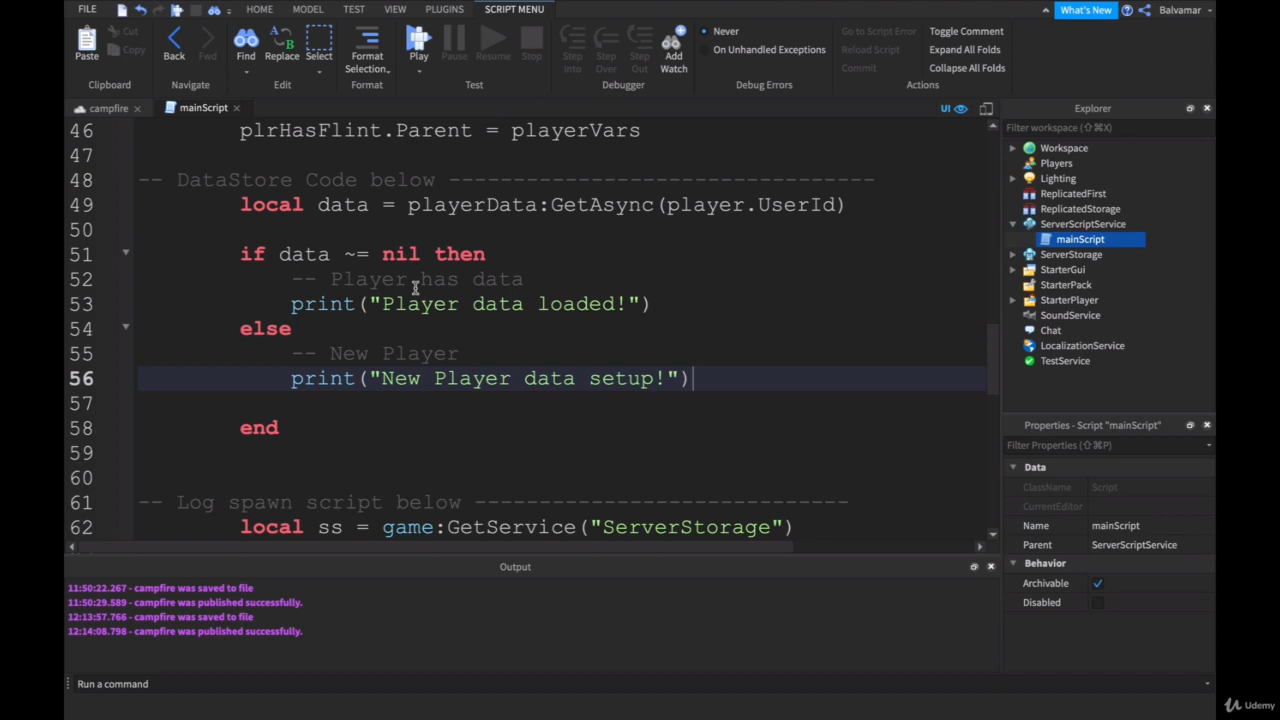 FILE HOME MODEL TEST VIEW PLUGINS SCRIPT MENU What's New Balvamar
Paste Cut Copy Back Fwd Find Replace Select Format Selection Play Pause Resume Stop Step Into Step Over Step Out Add Watch Never On Unhandled Exceptions Go to Script Error Reload Script Commit Toggle Comment Expand All Folds Collapse All Folds
Clipboard Navigate Edit Format Test Debugger Debug Errors Actions
campfire mainScript UI
46 plrHasFlint.Parent = playerVars
47
48 -- DataStore Code below ---------------------------------
49 local data = playerData:GetAsync(player.UserId)
50
51 if data ~= nil then
52 -- Player has data
53 print("Player data loaded!")
54 else
55 -- New Player
56 print("New Player data setup!")
57
58 end
59
60
61 -- Log spawn script below -----------------------------
62 local ss = game:GetService("ServerStorage")
Output
11:50:22.267 - campfire was saved to file
11:50:29.589 - campfire was published successfully.
12:13:57.766 - campfire was saved to file
12:14:08.798 - campfire was published successfully.
Run a command
Explorer
Filter workspace (⇧⌘X)
Workspace
Players
Lighting
ReplicatedFirst
ReplicatedStorage
ServerScriptService
mainScript
ServerStorage
StarterGui
StarterPack
StarterPlayer
SoundService
Chat
LocalizationService
TestService
Properties - Script "mainScript"
Filter Properties (⇧⌘P)
Data
ClassName Script
CurrentEditor
Name mainScript
Parent ServerScriptService
Behavior
Archivable
Disabled
Udemy